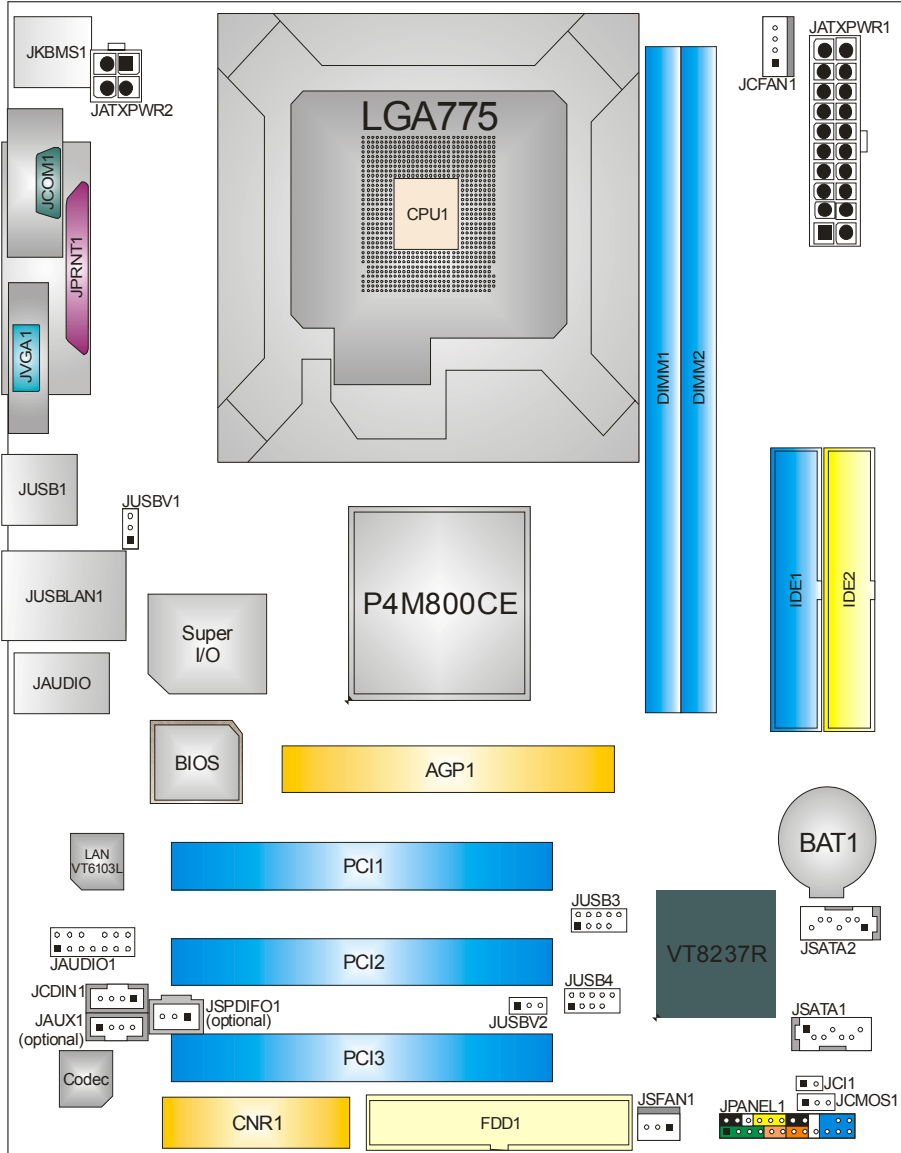 JKBMS1
JATXPWR2
LGA775
CPU1
JCFAN1
JATXPWR1
JCOM1
JPRNT1
JVGA1
DIMM1
DIMM2
JUSB1
JUSBV1
JUSBLAN1
Super
I/O
P4M800CE
IDE1
IDE2
JAUDIO
BIOS
AGP1
BAT1
LAN
VT6103L
PCI1
JUSB3
VT8237R
JSATA2
JAUDIO1
PCI2
JCDIN1
JSPDIFO1
(optional)
JAUX1
(optional)
JUSB4
JUSBV2
JSATA1
PCI3
Codec
JCI1
JCMOS1
CNR1
FDD1
JSFAN1
JPANEL1